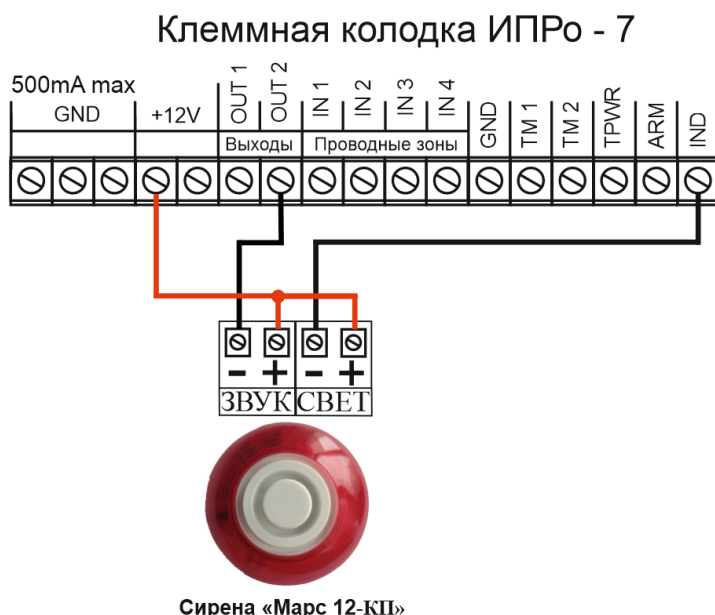 Клеммная колодка ИПРо - 7
500mA max
GND
+12V
OUT 1
OUT 2
IN 1
IN 2
IN 3
IN 4
GND
TM 1
TM 2
TPWR
ARM
IND
Выходы
Проводные зоны
- + - +
ЗВУК СВЕТ
Сирена «Марс 12-КП»